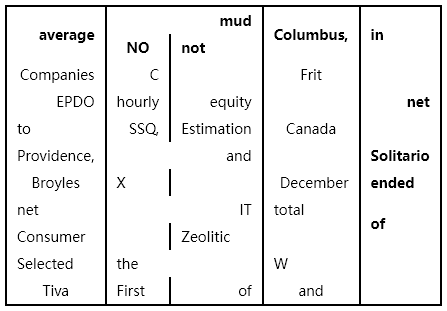 mud
average Columbus, in
NO not
Companies C Frit
EPDO hourly equity net
to SSQ, Estimation Canada
Providence, and Solitario
Broyles X December ended
net IT total
of
Consumer Zeolitic
Selected the W
Tiva First of and